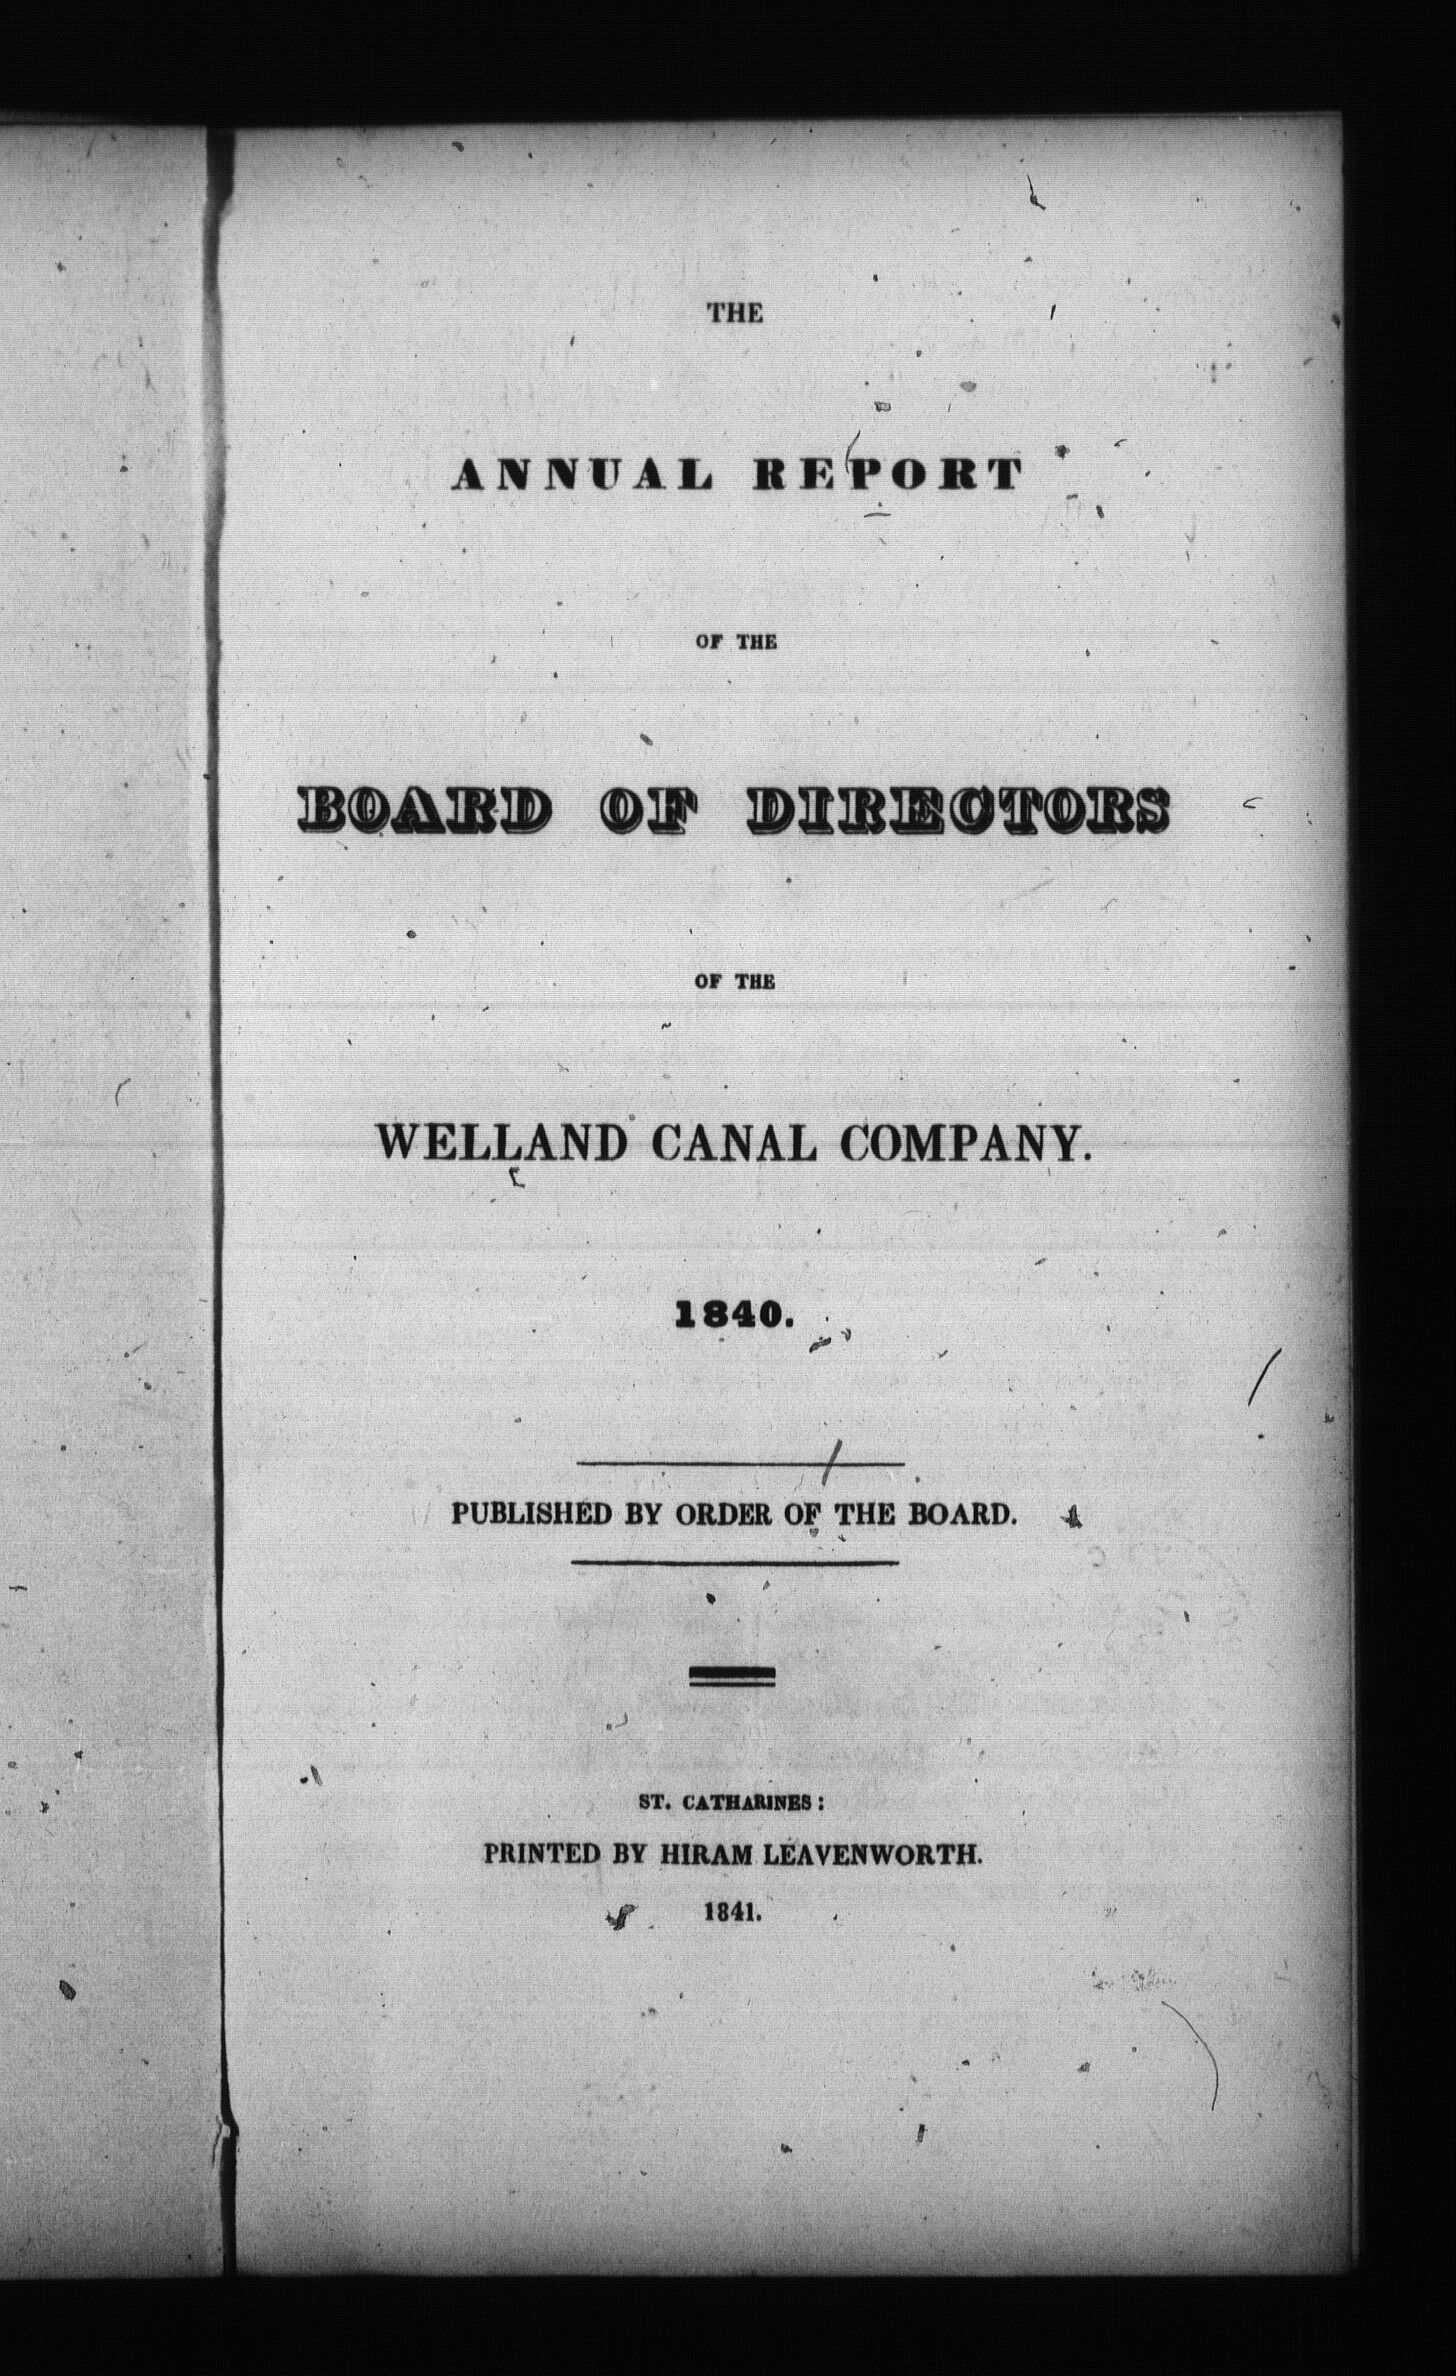 THE
ANNUAL REPORT
OF THE
BOARD OF DIRECTORS
OF THE
WELLAND CANAL COMPANY.
1840.
PUBLISHED BY ORDER OF THE BOARD.
ST. CATHARINES:
PRINTED BY HIRAM LEAVENWORTH.
1841.